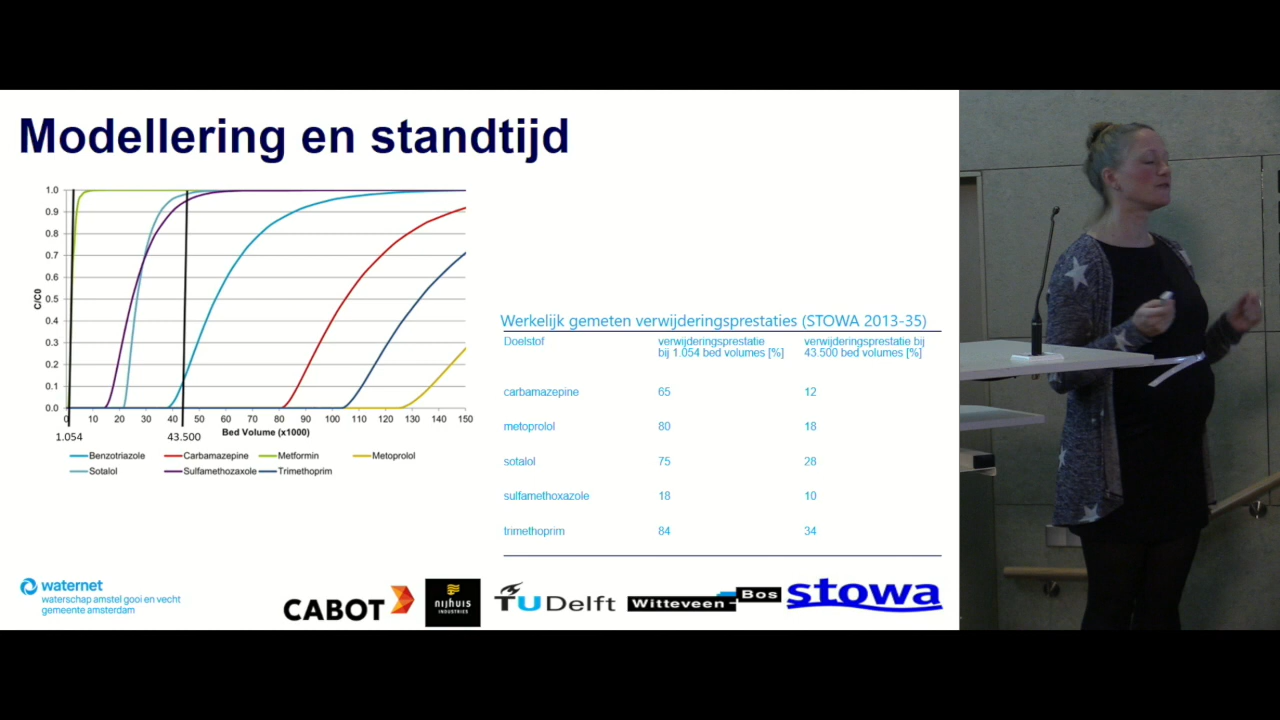 Modellering en standtijd
C/C0
1.0
0.9
0.8
0.7
0.6
0.5
0.4
0.3
0.2
0.1
0.0
0 10 20 30 40 50 60 70 80 90 100 110 120 130 140 150
1.054
43.500
Bed Volume (x1000)
Benzotriazole Carbamazepine Metformin Metoprolol
Sotalol Sulfamethozaxole Trimethoprim
Werkelijk gemeten verwijderingsprestaties (STOWA 2013-35)
Doelstof verwijderingsprestatie verwijderingsprestatie bij
bij 1.054 bed volumes [%] 43.500 bed volumes [%]
carbamazepine 65 12
metoprolol 80 18
sotalol 75 28
sulfamethoxazole 18 10
trimethoprim 84 34
waternet
waterschap amstel gooi en vecht
gemeente amsterdam
CABOT
nijhuis
INDUSTRIES
TUDelft
Witteveen Bos
stowa